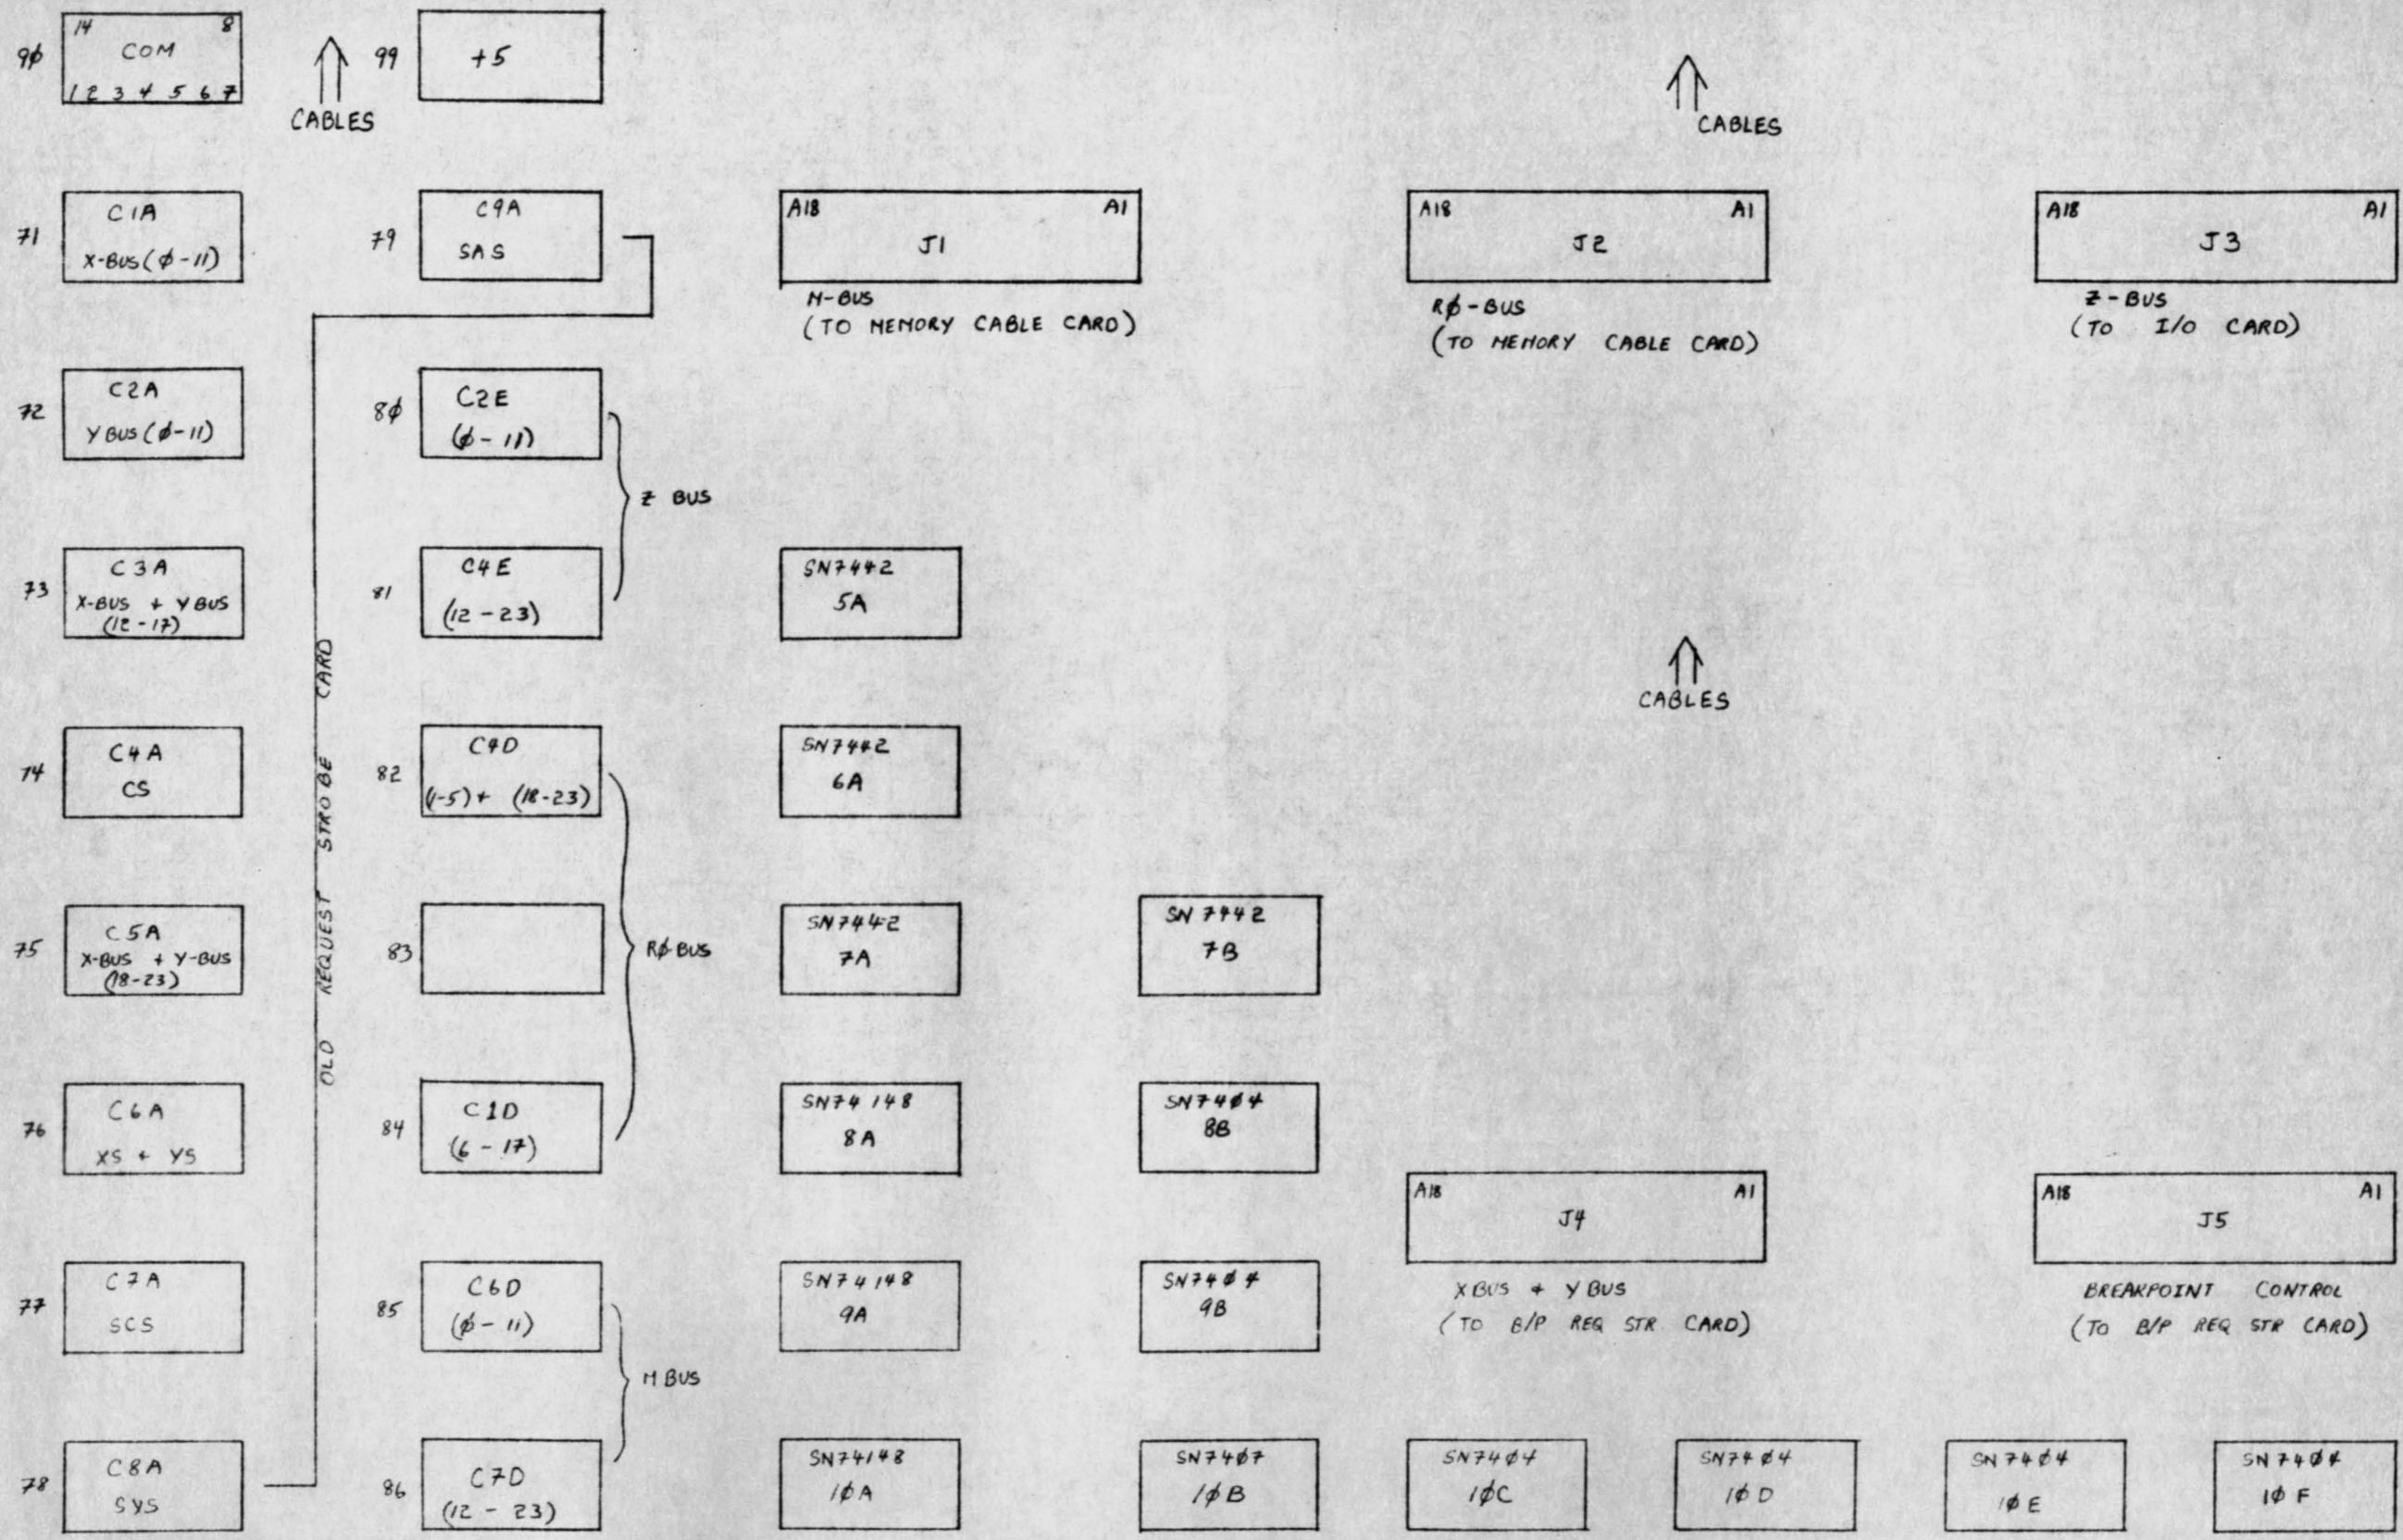 14 8
9ϕ COM
1 2 3 4 5 6 7
CABLES
99 +5
CABLES
71 C1A
X-BUS (ϕ-11)
79 C9A
SAS
A18 A1
J1
M-BUS
(TO MEMORY CABLE CARD)
A18 A1
J2
Rϕ-BUS
(TO MEMORY CABLE CARD)
A18 A1
J3
Z-BUS
(TO I/O CARD)
72 C2A
Y BUS (ϕ-11)
8ϕ C2E
(ϕ-11)
Z BUS
73 C3A
X-BUS + Y BUS
(12-17)
81 C4E
(12-23)
SN7442
5A
CABLES
OLD REQUEST STROBE CARD
74 C4A
CS
82 C4D
(1-5)+ (18-23)
SN7442
6A
75 C5A
X-BUS + Y-BUS
(18-23)
83
Rϕ BUS
SN7442
7A
SN7442
7B
76 C6A
XS + YS
84 C1D
(6-17)
SN74148
8A
SN74ϕ4
8B
A18 A1
J4
X BUS + Y BUS
(TO B/P REQ STR CARD)
A18 A1
J5
BREAKPOINT CONTROL
(TO B/P REQ STR CARD)
77 C7A
SCS
85 C6D
(ϕ-11)
M BUS
SN74148
9A
SN74ϕ4
9B
78 C8A
SYS
86 C7D
(12-23)
SN74148
1ϕA
SN74ϕ7
1ϕB
SN74ϕ4
1ϕC
SN74ϕ4
1ϕD
SN74ϕ4
1ϕE
SN74ϕ4
1ϕF